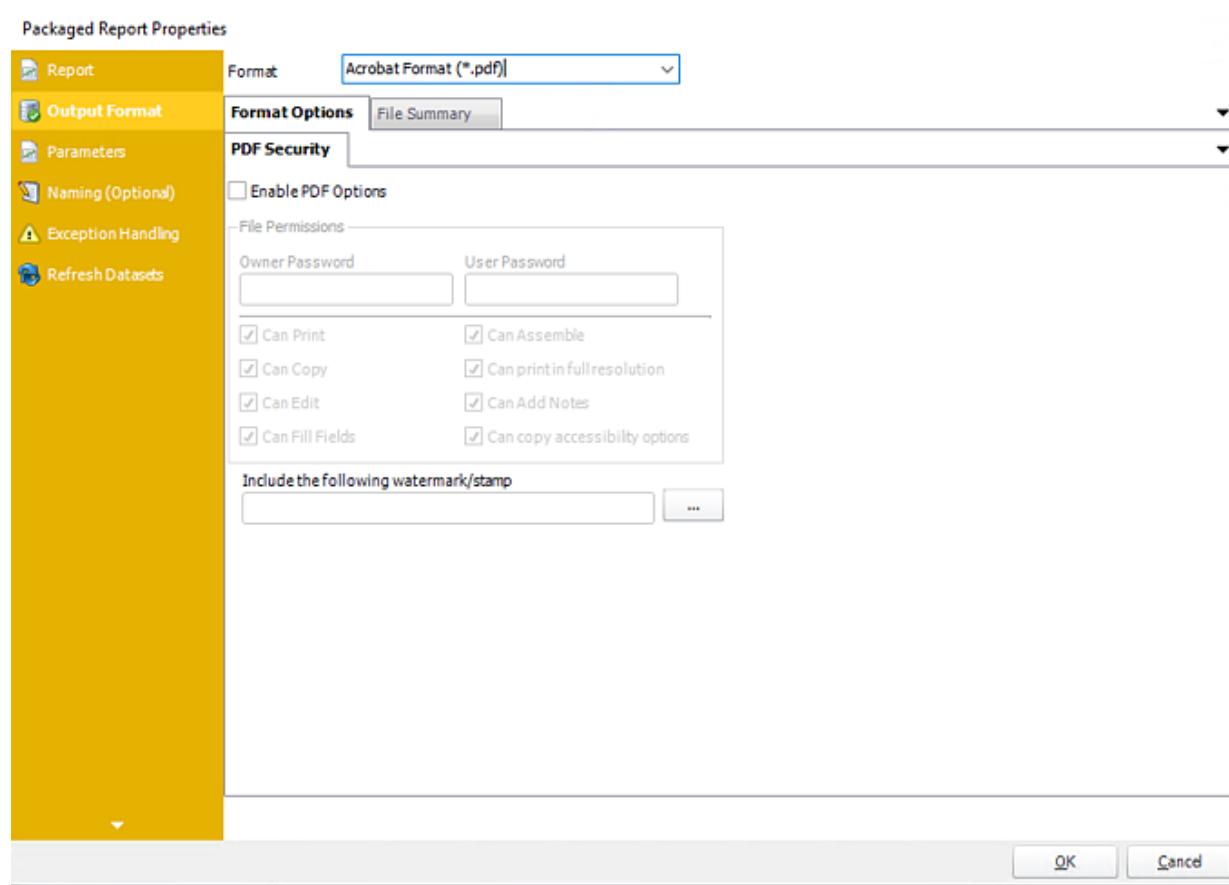 Packaged Report Properties
Report
Output Format
Parameters
Naming (Optional)
Exception Handling
Refresh Datasets
Format Acrobat Format (*.pdf)
Format Options File Summary
PDF Security
Enable PDF Options
File Permissions
Owner Password User Password
Can Print Can Assemble
Can Copy Can print in full resolution
Can Edit Can Add Notes
Can Fill Fields Can copy accessibility options
Include the following watermark/stamp
...
OK Cancel